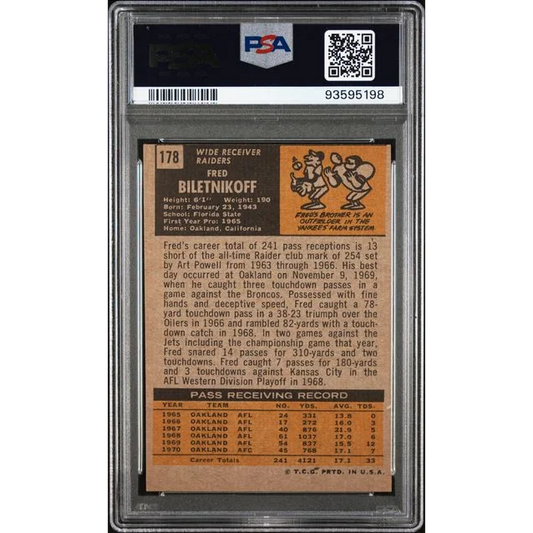 PSA
93595198
178
WIDE RECEIVER
RAIDERS
FRED
BILETNIKOFF
Height: 6'1" Weight: 190
Born: February 23, 1943
School: Florida State
First Year Pro: 1965
Home: Oakland, California
FRED'S BROTHER IS AN
OUTFIELDER IN THE
YANKEES FARM SYSTEM
Fred's career total of 241 pass receptions is 13
short of the all-time Raider club mark of 254 set
by Art Powell from 1963 through 1966. His best
day occurred at Oakland on November 9, 1969,
when he caught three touchdown passes in a
game against the Broncos. Possessed with fine
hands and deceptive speed, Fred caught a 78-
yard touchdown pass in a 38-23 triumph over the
Oilers in 1966 and rambled 82-yards with a touch-
down catch in 1968. In two games against the
Jets including the championship game that year,
Fred snared 14 passes for 310-yards and two
touchdowns. Fred caught 7 passes for 180-yards
and 3 touchdowns against Kansas City in the
AFL Western Division Playoff in 1968.
PASS RECEIVING RECORD
YEAR TEAM NO. YDS. AVG. TDS.
1965 OAKLAND AFL 24 331 13.8 0
1966 OAKLAND AFL 17 272 16.0 3
1967 OAKLAND AFL 40 876 21.9 5
1968 OAKLAND AFL 61 1037 17.0 6
1969 OAKLAND AFL 54 837 15.5 12
1970 OAKLAND AFC 45 768 17.1 7
Career Totals 241 4121 17.1 33
© T.C.G. PRTD. IN U.S.A.